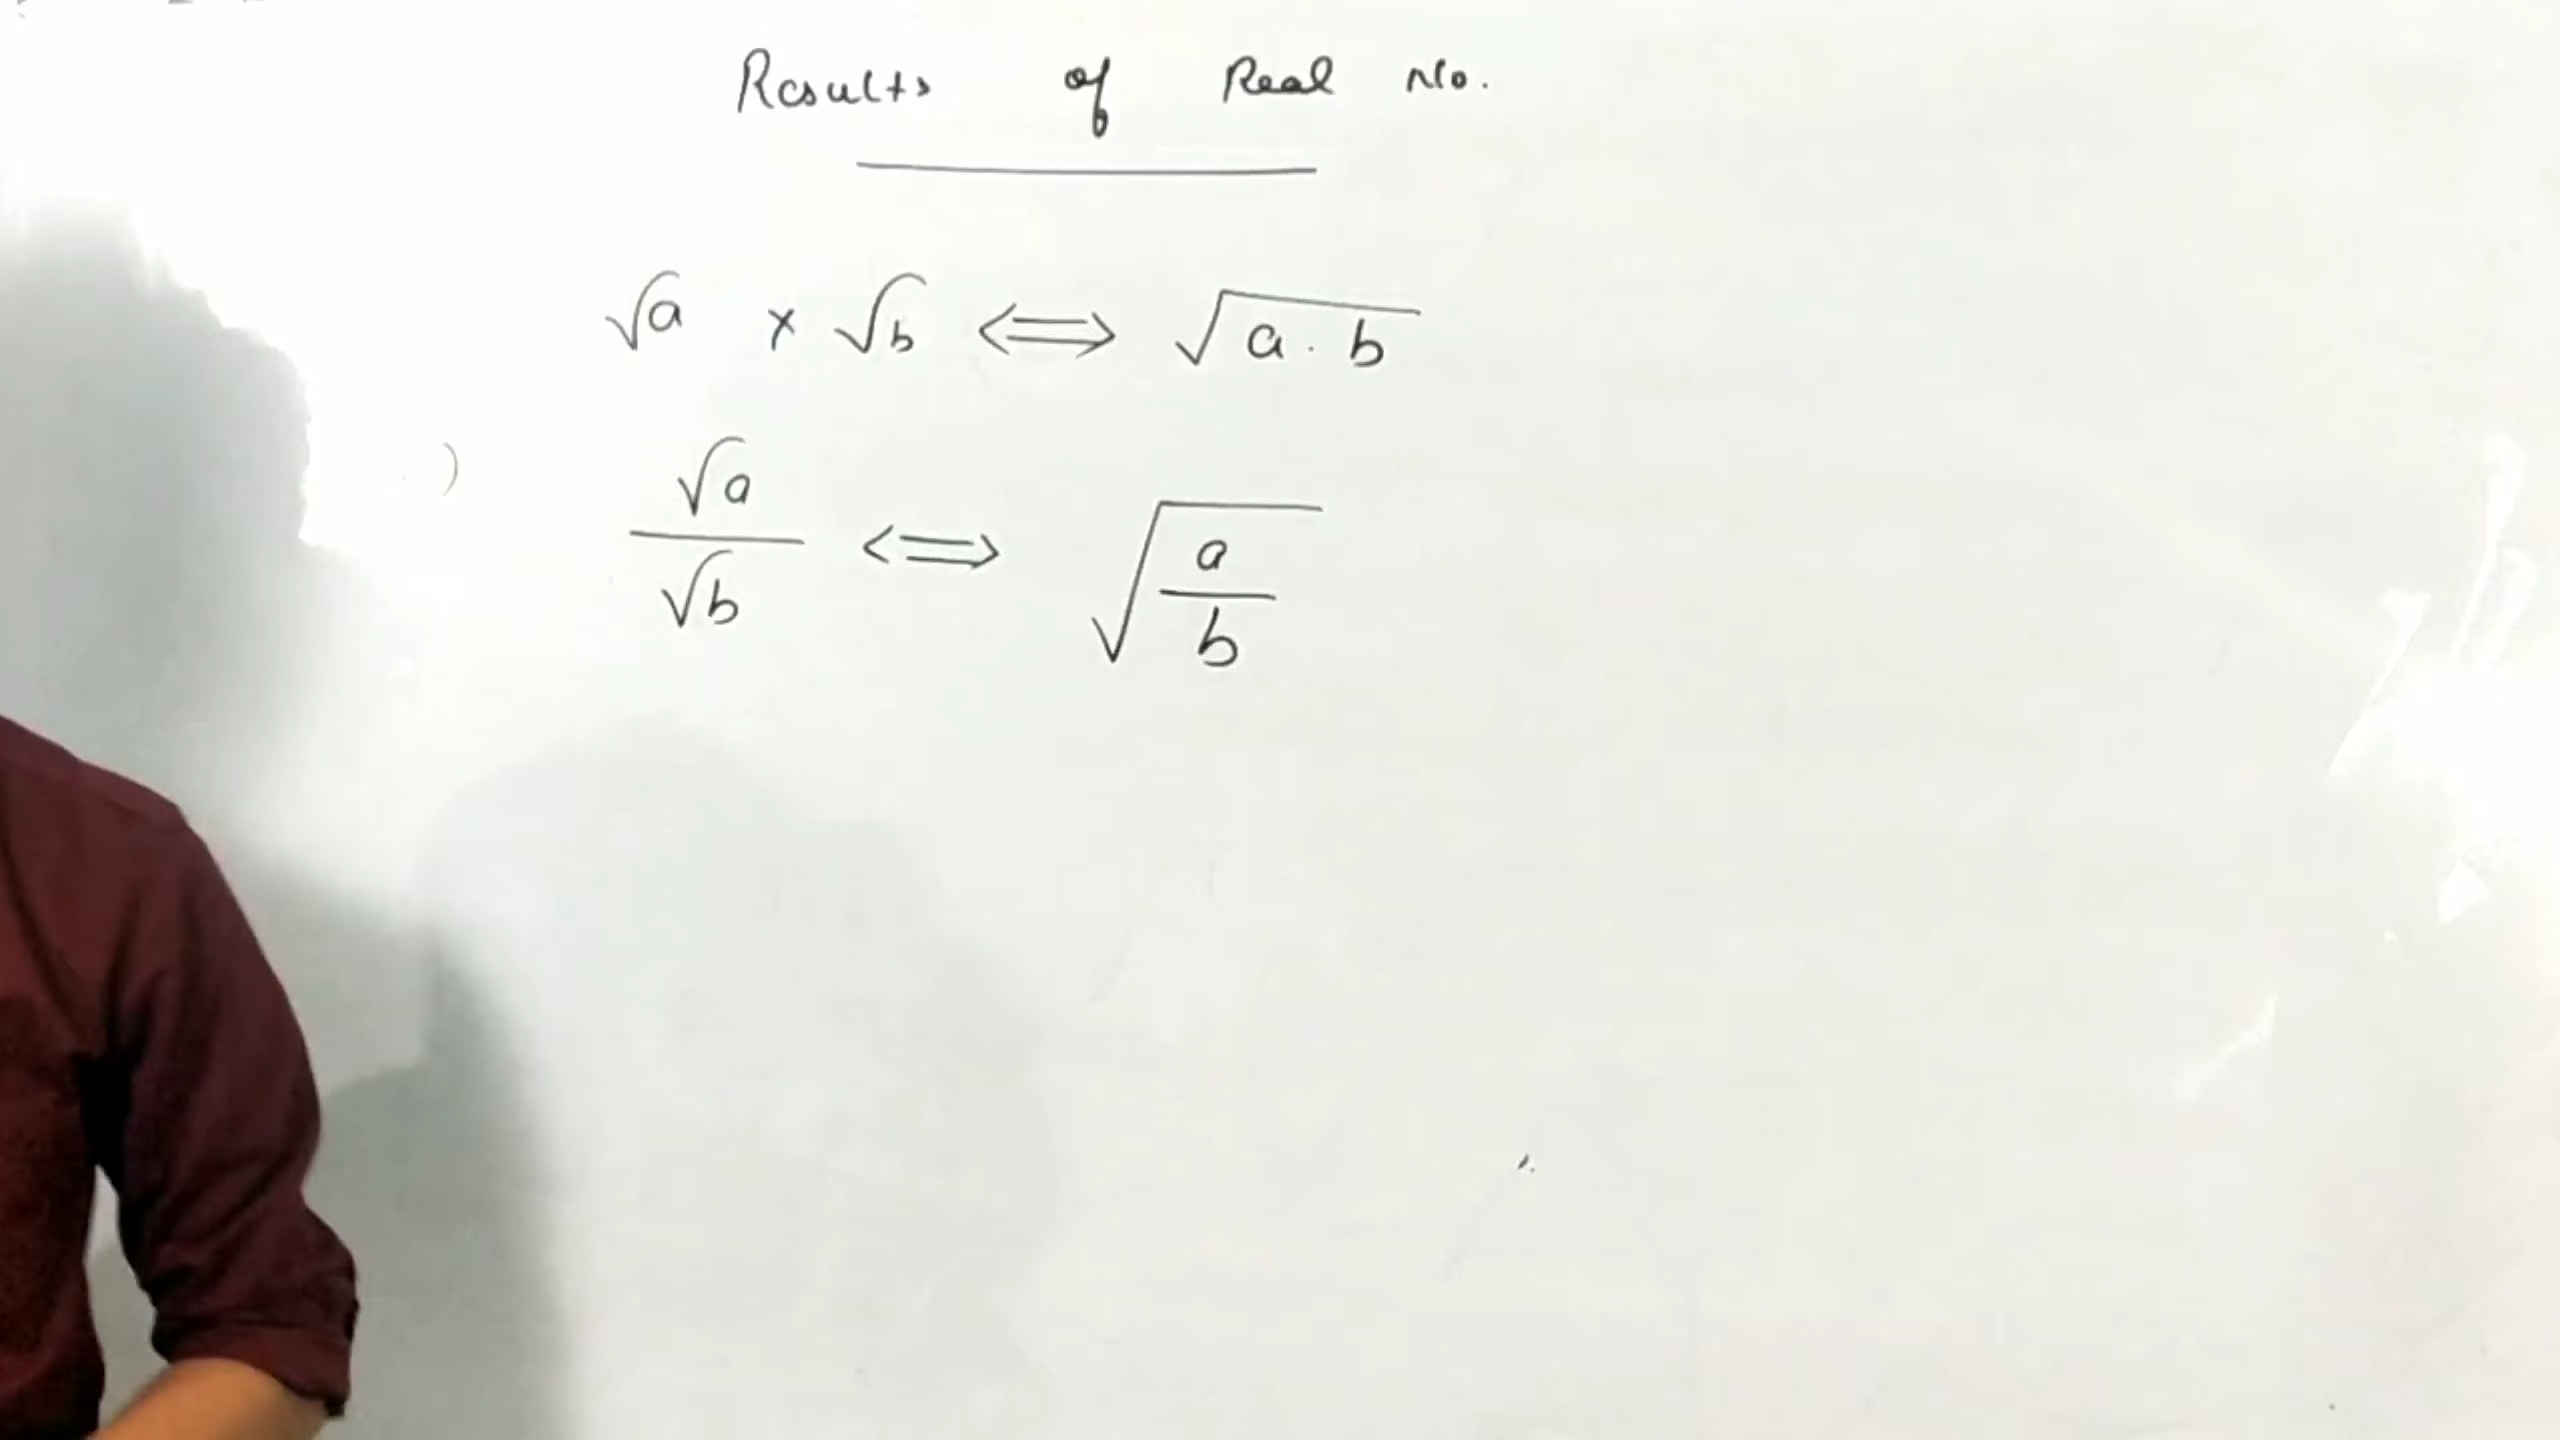 Results of Real No.
√a × √b ⟺ √a . b
) √a/√b ⟺ √a/b